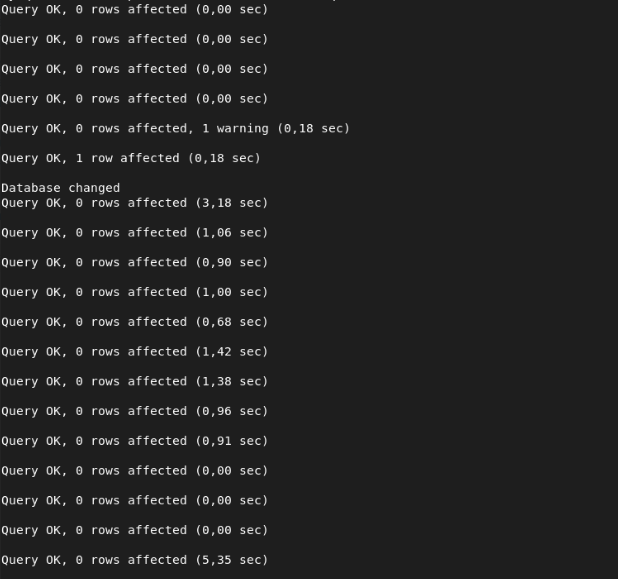 Query OK, 0 rows affected (0,00 sec)
Query OK, 0 rows affected (0,00 sec)
Query OK, 0 rows affected (0,00 sec)
Query OK, 0 rows affected (0,00 sec)
Query OK, 0 rows affected, 1 warning (0,18 sec)
Query OK, 1 row affected (0,18 sec)
Database changed
Query OK, 0 rows affected (3,18 sec)
Query OK, 0 rows affected (1,06 sec)
Query OK, 0 rows affected (0,90 sec)
Query OK, 0 rows affected (1,00 sec)
Query OK, 0 rows affected (0,68 sec)
Query OK, 0 rows affected (1,42 sec)
Query OK, 0 rows affected (1,38 sec)
Query OK, 0 rows affected (0,96 sec)
Query OK, 0 rows affected (0,91 sec)
Query OK, 0 rows affected (0,00 sec)
Query OK, 0 rows affected (0,00 sec)
Query OK, 0 rows affected (0,00 sec)
Query OK, 0 rows affected (5,35 sec)